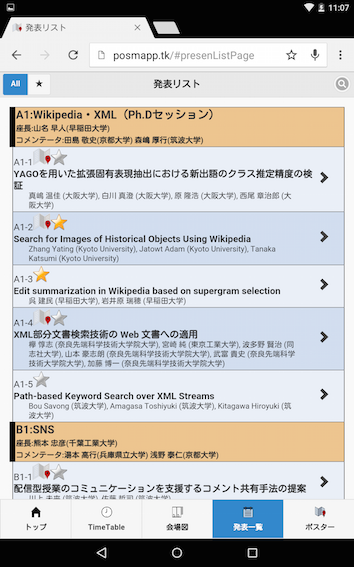 11:07
発表リスト
posmapp.tk/#presenListPage
All
★
発表リスト
A1:Wikipedia・XML（Ph.Dセッション）
座長:山名 早人(早稲田大学)
コメンテータ:田島 敬史(京都大学) 森嶋 厚行(筑波大学)
A1-1
YAGOを用いた拡張固有表現抽出における新出語のクラス推定精度の検
証
真嶋 温佳 (大阪大学), 白川 真澄 (大阪大学), 原 隆浩 (大阪大学), 西尾 章治郎 (大
阪大学)
A1-2
Search for Images of Historical Objects Using Wikipedia
Zhang Yating (Kyoto University), Jatowt Adam (Kyoto University), Tanaka
Katsumi (Kyoto University)
A1-3
Edit summarization in Wikipedia based on supergram selection
呉 建民 (早稲田大学), 岩井原 瑞穂 (早稲田大学)
A1-4
XML部分文書検索技術の Web 文書への適用
欅 惇志 (奈良先端科学技術大学院大学), 宮崎 純 (東京工業大学), 波多野 賢治 (同
志社大学), 山本 豪志朗 (奈良先端科学技術大学院大学), 武富 貴史 (奈良先端科学技
術大学院大学), 加藤 博一 (奈良先端科学技術大学院大学)
A1-5
Path-based Keyword Search over XML Streams
Bou Savong (筑波大学), Amagasa Toshiyuki (筑波大学), Kitagawa Hiroyuki (筑
波大学)
B1:SNS
座長:熊本 忠彦(千葉工業大学)
コメンテータ:湯本 高行(兵庫県立大学) 浅野 泰仁(京都大学)
B1-1
配信型授業のコミュニケーションを支援するコメント共有手法の提案
トップ
TimeTable
会場図
発表一覧
ポスター